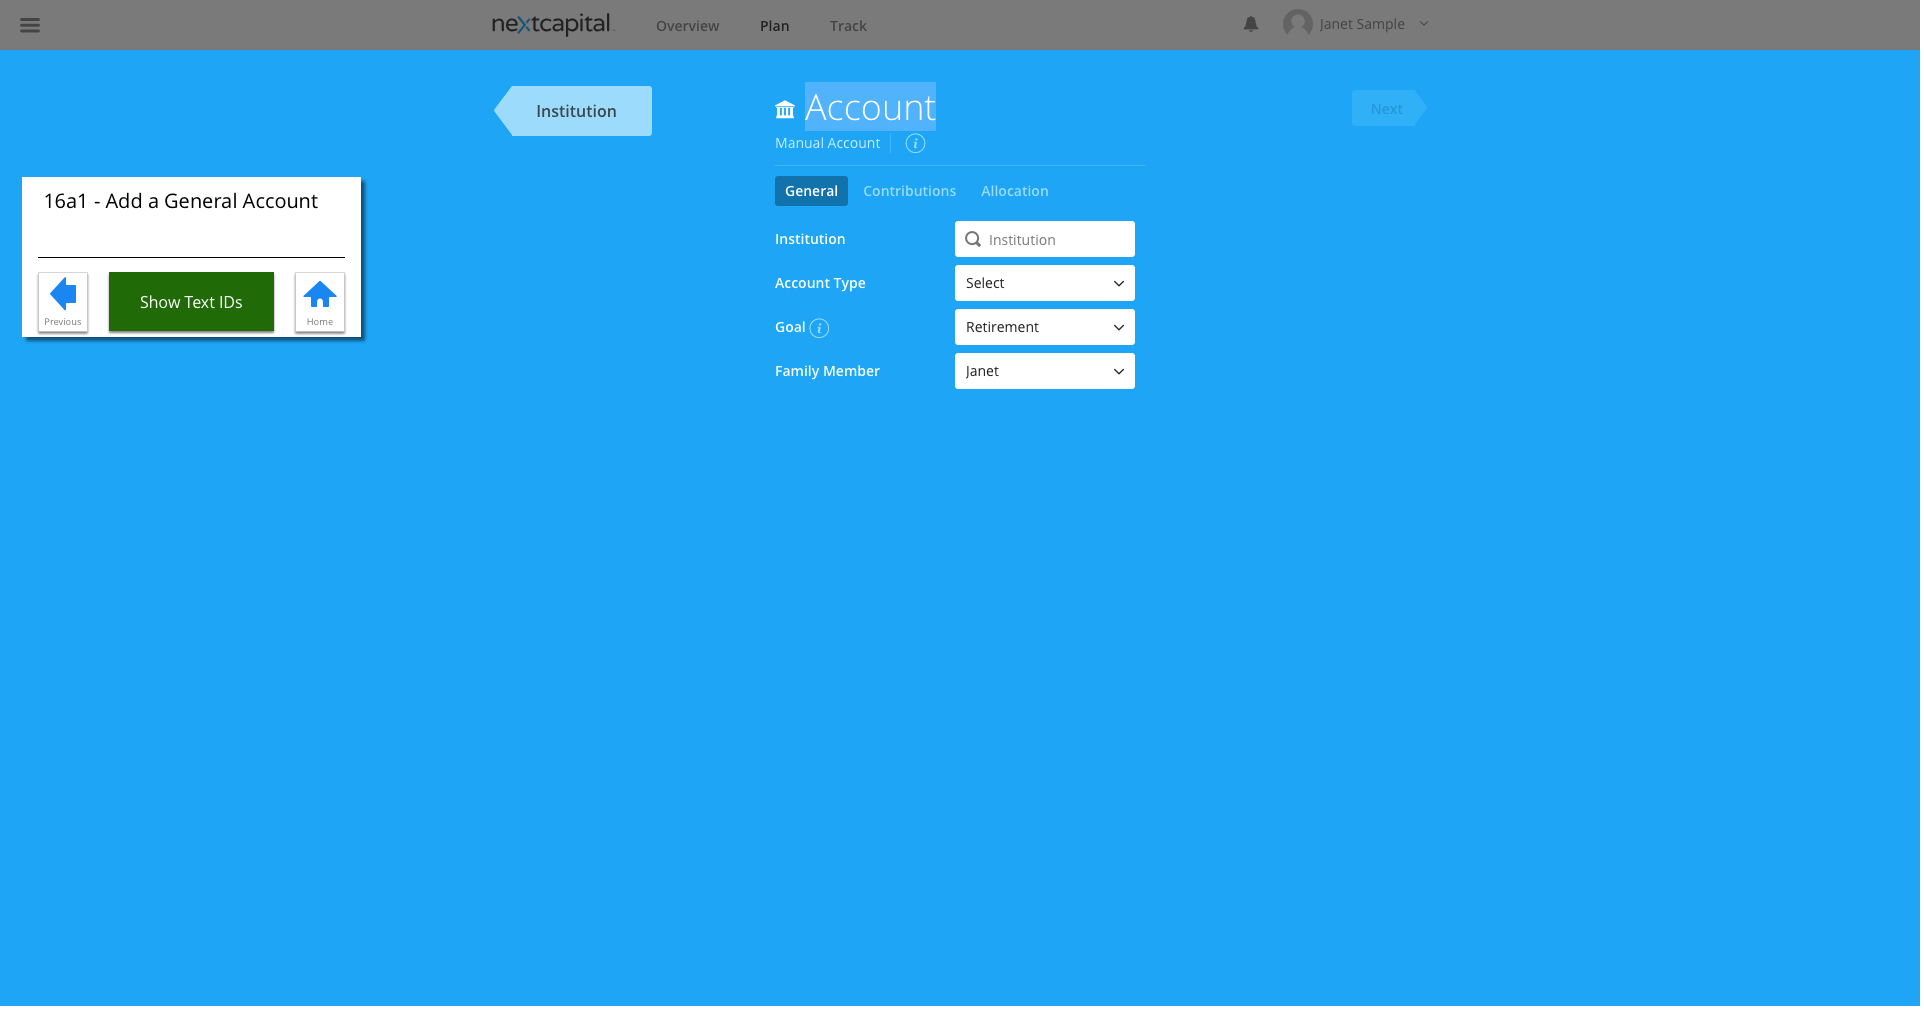 nextcapital
Overview
Plan
Track
Janet Sample
Institution
Account
Next
Manual Account
General
Contributions
Allocation
16a1 - Add a General Account
Previous
Show Text IDs
Home
Institution
Institution
Account Type
Select
Goal
Retirement
Family Member
Janet